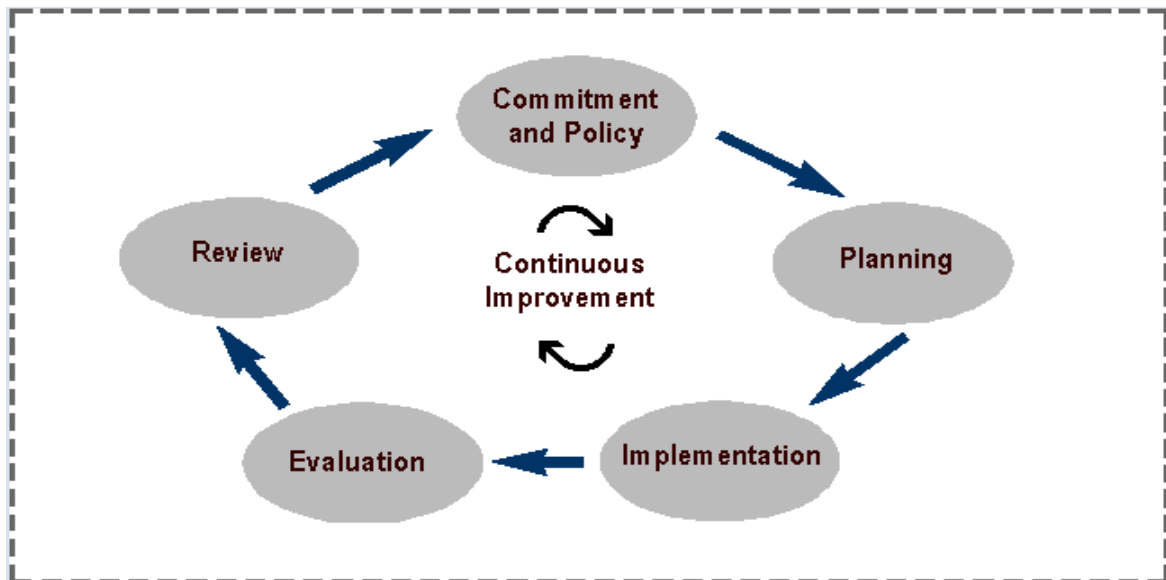 Commitment
and Policy
Review
Planning
Continuous
Improvement
Evaluation
Implementation